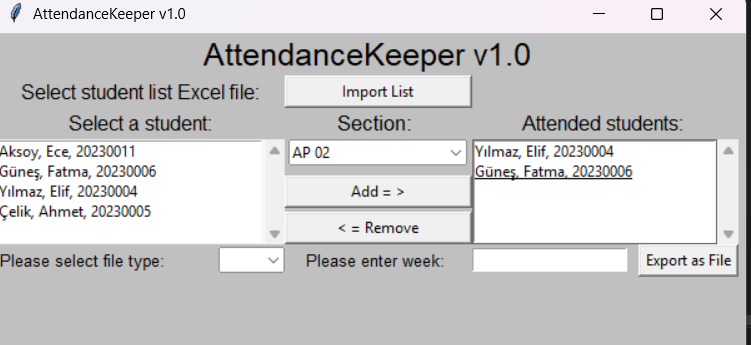 AttendanceKeeper v1.0
AttendanceKeeper v1.0
Select student list Excel file: Import List
Select a student: Section: Attended students:
Aksoy, Ece, 20230011
Güneş, Fatma, 20230006
Yılmaz, Elif, 20230004
Çelik, Ahmet, 20230005
AP 02
Add = >
< = Remove
Yılmaz, Elif, 20230004
Güneş, Fatma, 20230006
Please select file type: Please enter week: Export as File